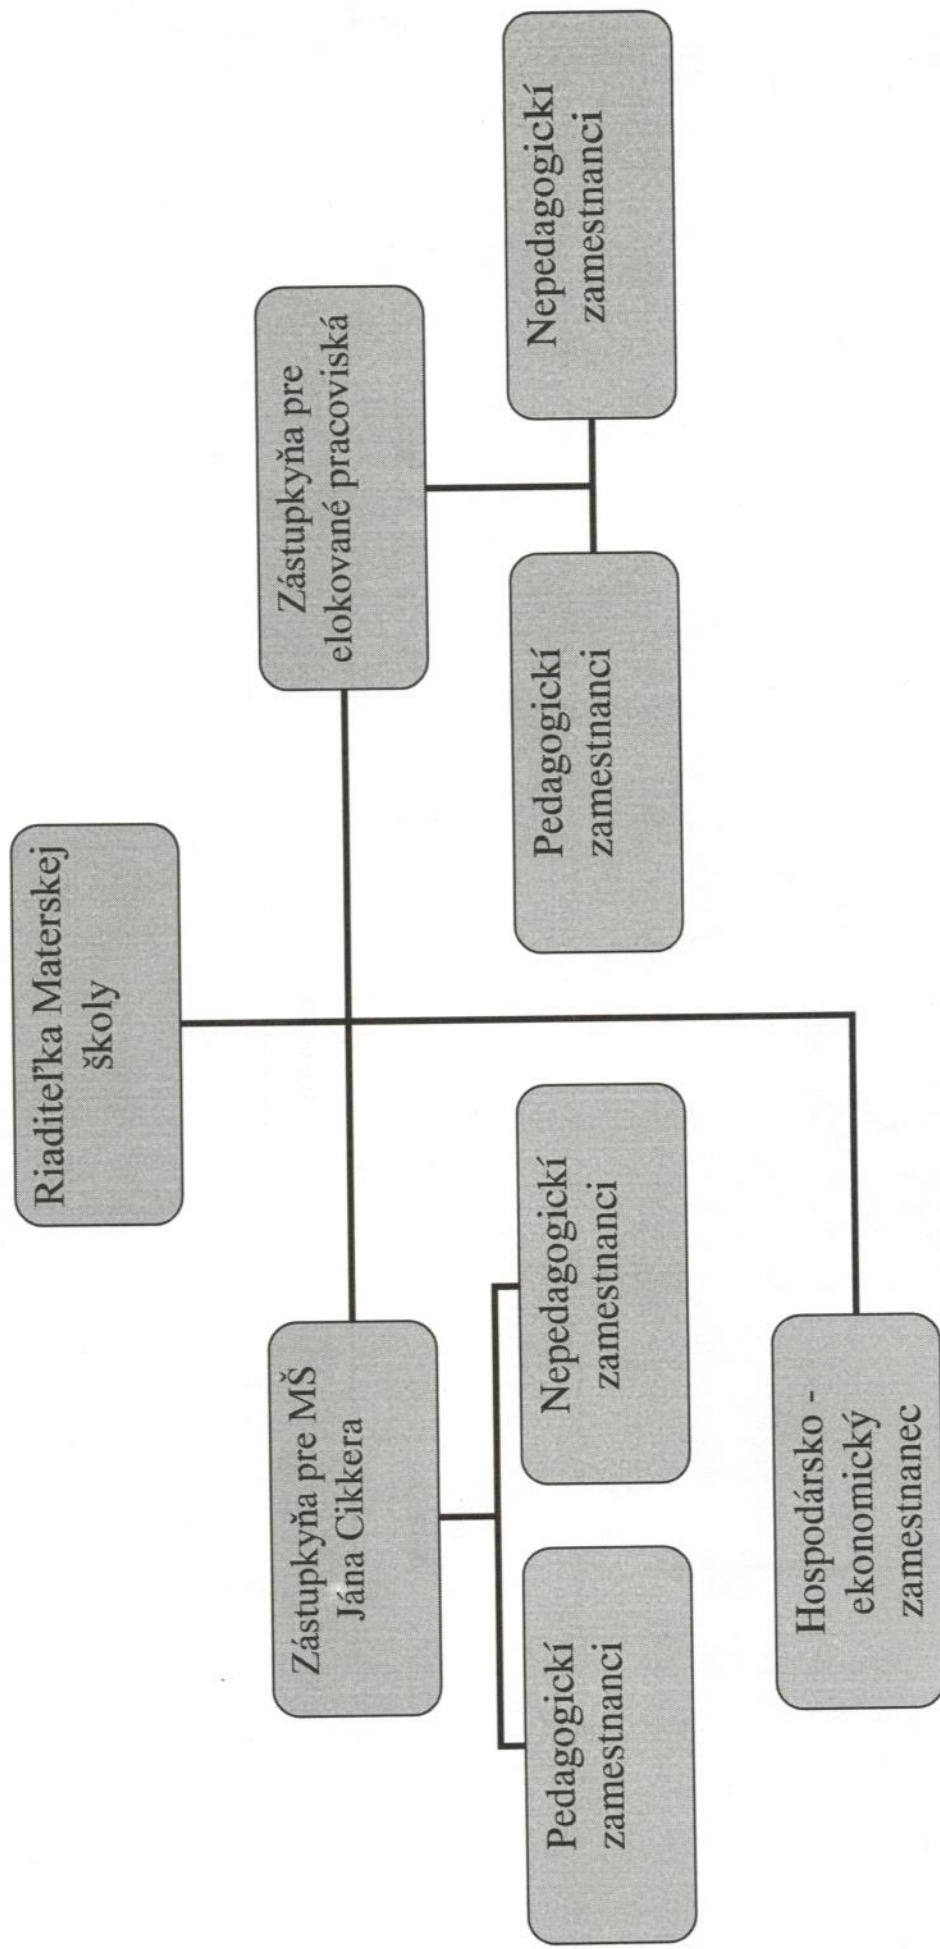 Riaditeľka Materskej
školy
Zástupkyňa pre MŠ
Jána Cikkera
Zástupkyňa pre
elokované pracoviská
Pedagogickí
zamestnanci
Nepedagogickí
zamestnanci
Pedagogickí
zamestnanci
Nepedagogickí
zamestnanci
Hospodársko -
ekonomický
zamestnanec